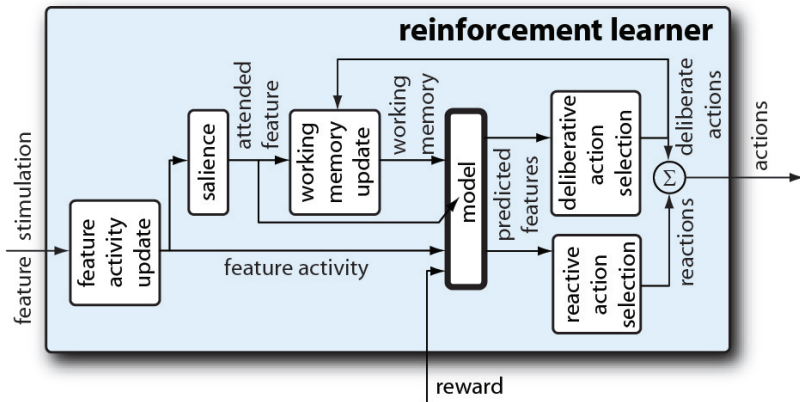 reinforcement learner
feature stimulation
feature
activity
update
salience
attended
feature
working
memory
update
working
memory
model
feature activity
predicted
features
deliberative
action
selection
reactive
action
selection
deliberate
actions
Σ
reactions
actions
reward